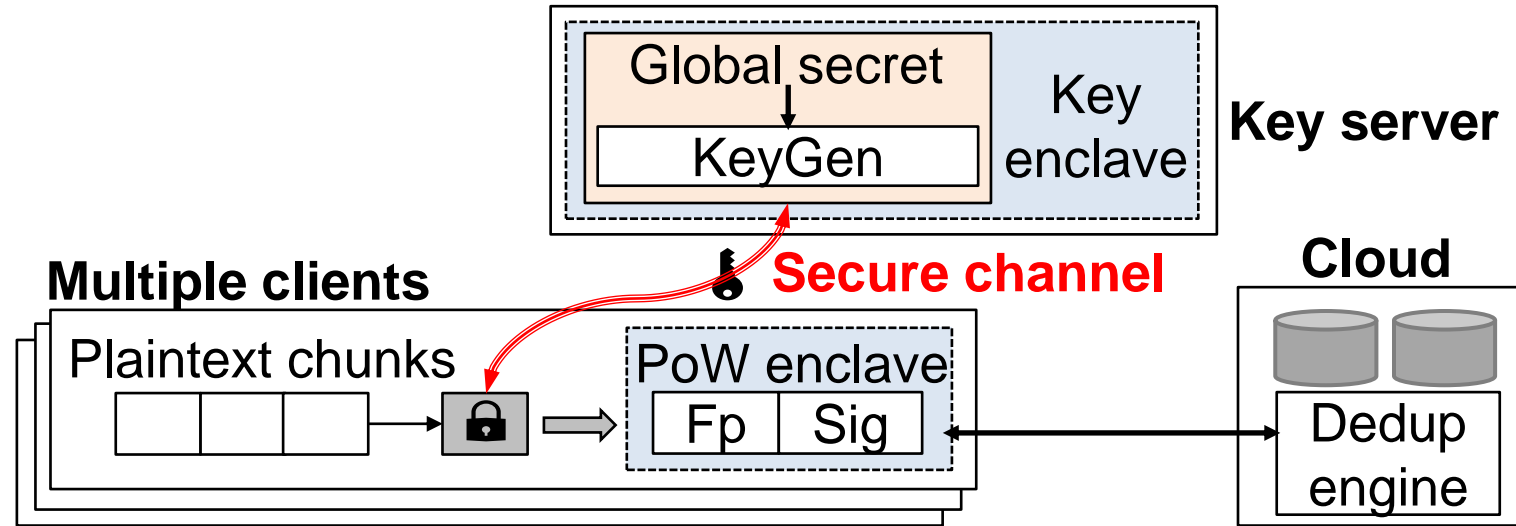 Global secret
KeyGen
Key
enclave
Key server
Secure channel
Multiple clients
Plaintext chunks
PoW enclave
Fp
Sig
Cloud
Dedup
engine